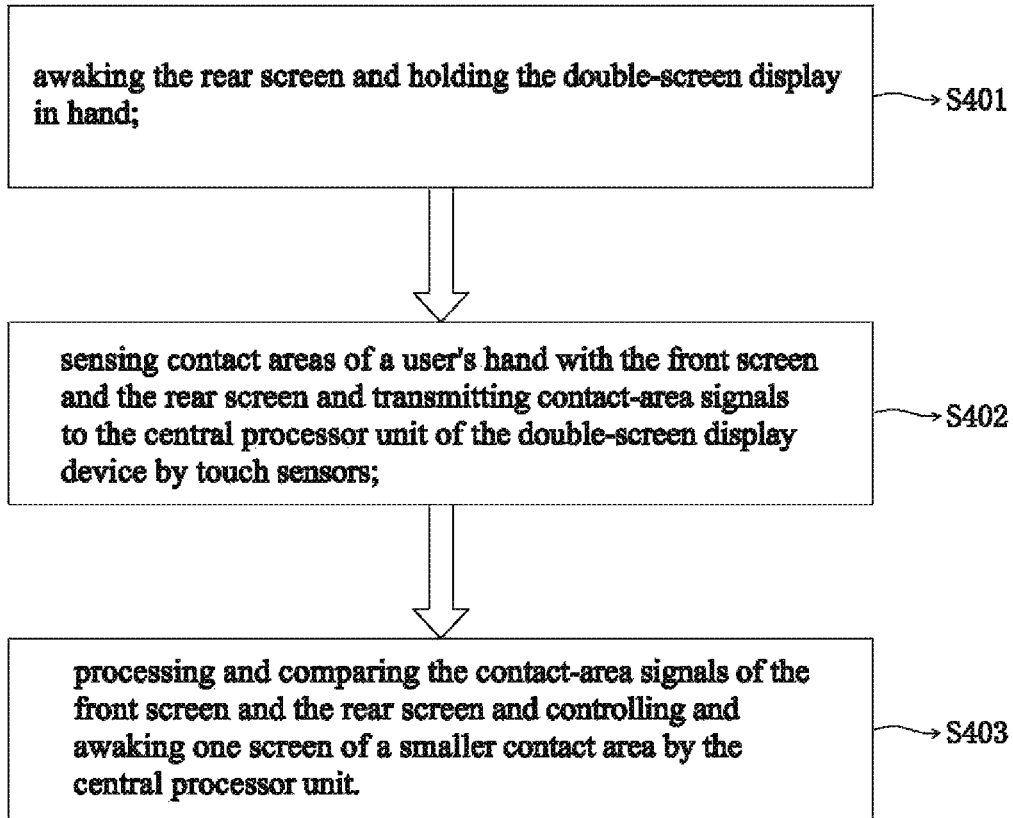 awaking the rear screen and holding the double-screen display
in hand;
S401
sensing contact areas of a user's hand with the front screen
and the rear screen and transmitting contact-area signals
to the central processor unit of the double-screen display
device by touch sensors;
S402
processing and comparing the contact-area signals of the
front screen and the rear screen and controlling and
awaking one screen of a smaller contact area by the
central processor unit.
S403